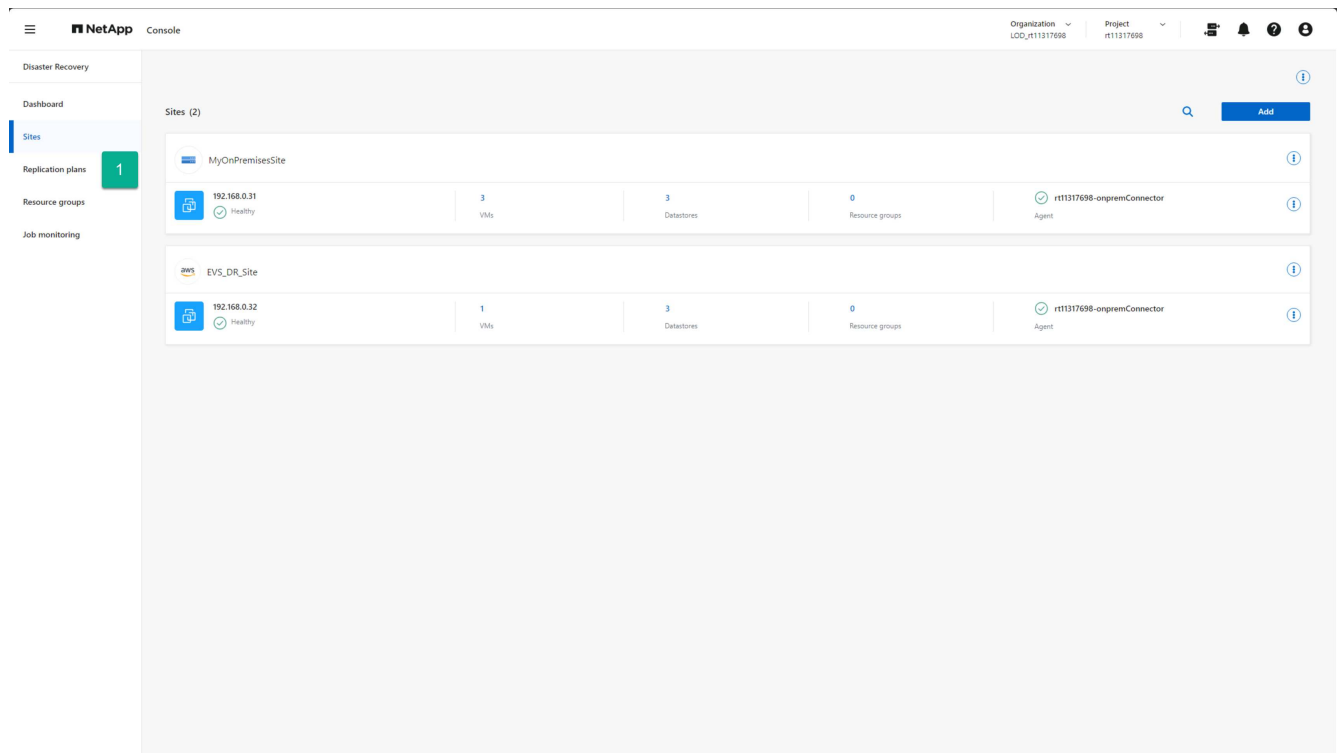 NetApp Console
Organization
LOD_rt11317698
Project
rt11317698
Disaster Recovery
Dashboard
Sites
Replication plans
1
Resource groups
Job monitoring
Sites (2)
Add
MyOnPremisesSite
192.168.0.31
Healthy
3
VMs
3
Datastores
0
Resource groups
rt11317698-onpremConnector
Agent
aws
EVS_DR_Site
192.168.0.32
Healthy
1
VMs
3
Datastores
0
Resource groups
rt11317698-onpremConnector
Agent